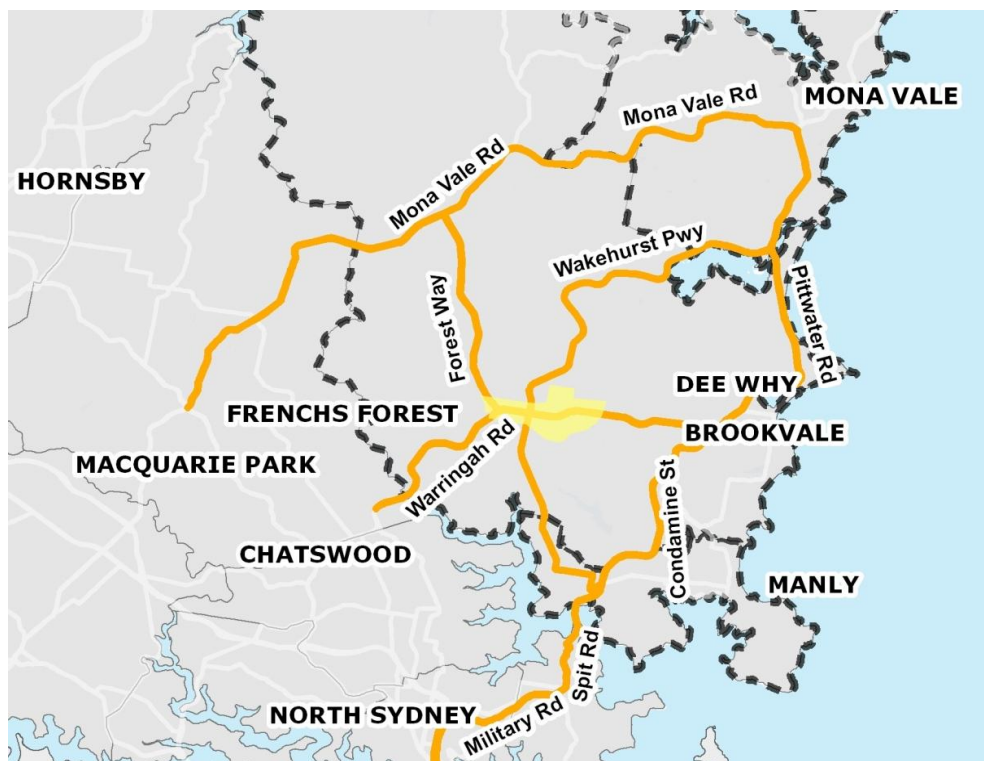 MONA VALE
Mona Vale Rd
HORNSBY
Mona Vale Rd
Wakehurst Pwy
Pittwater Rd
Forest Way
DEE WHY
FRENCHS FOREST
BROOKVALE
Warringah Rd
MACQUARIE PARK
Condamine St
CHATSWOOD
MANLY
Spit Rd
NORTH SYDNEY
Military Rd